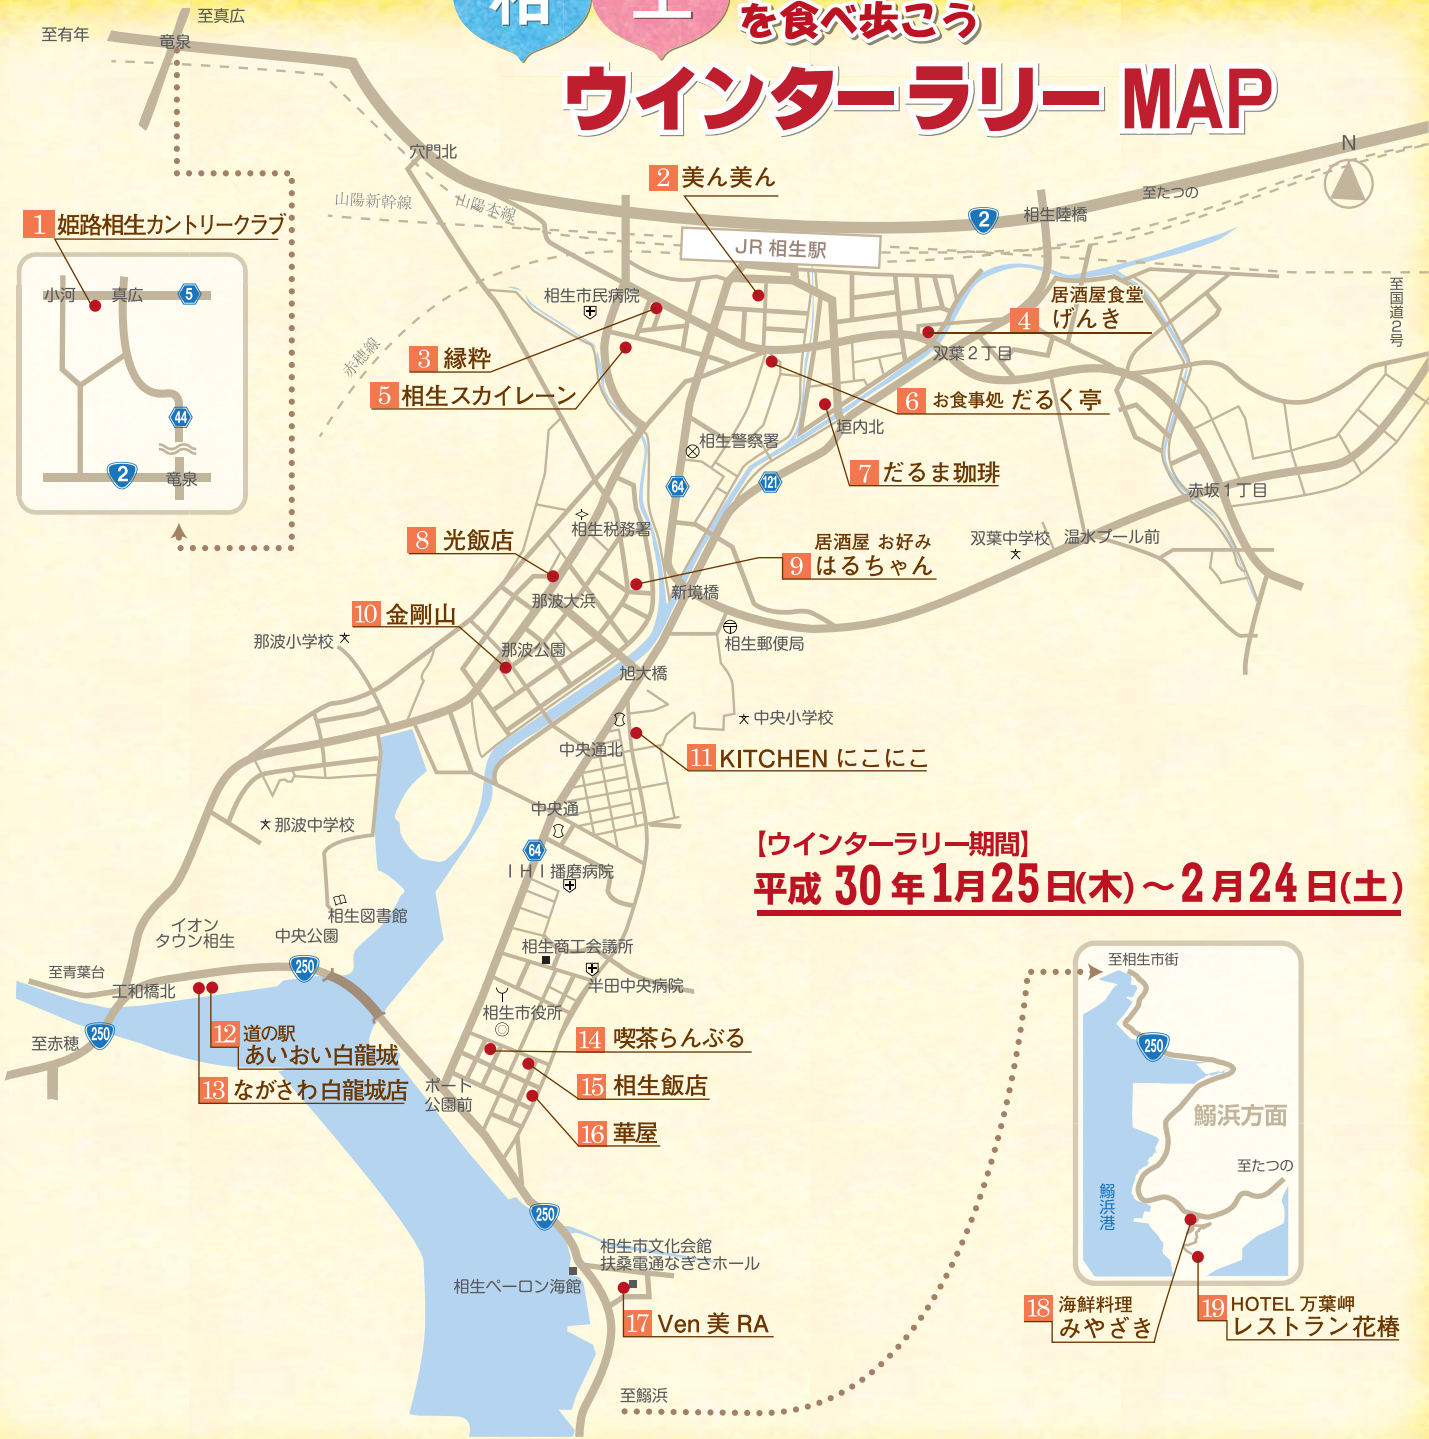 相生
を食べ歩こう
ウインターラリー MAP
至真広
至有年
竜泉
穴門北
N
山陽新幹線
山陽本線
2 美ん美ん
至たつの
2
相生陸橋
JR 相生駅
1 姫路相生カントリークラブ
小河
真広
5
44
2
竜泉
相生市民病院
至国道2号
居酒屋食堂
4 げんき
双葉2丁目
赤穂線
3 縁粋
5 相生スカイレーン
6 お食事処 だるく亭
垣内北
相生警察署
7 だるま珈琲
64
121
赤坂1丁目
相生税務署
双葉中学校
温水プール前
8 光飯店
居酒屋 お好み
9 はるちゃん
那波大浜
新境橋
10 金剛山
那波小学校
那波公園
相生郵便局
旭大橋
中央小学校
中央通北
11 KITCHEN にこにこ
中央通
那波中学校
64
IHI播磨病院
【ウインターラリー期間】
平成 30 年 1月25日(木)～2月24日(土)
相生図書館
イオン
タウン相生
中央公園
相生商工会議所
至青葉台
250
工和橋北
半田中央病院
相生市役所
至赤穂
250
12 道の駅
あいおい白龍城
13 ながさわ白龍城店
14 喫茶らんぶる
ポート
公園前
15 相生飯店
16 華屋
至相生市街
250
鰯浜方面
至たつの
鰯浜港
250
相生市文化会館
扶桑電通なぎさホール
相生ペーロン海館
17 Ven 美 RA
18 海鮮料理
みやざき
19 HOTEL 万葉岬
レストラン花椿
至鰯浜